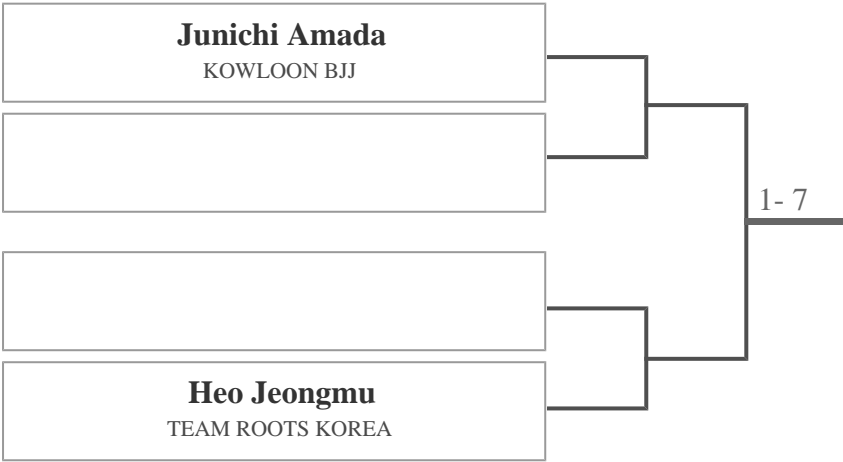 Junichi Amada
KOWLOON BJJ
1- 7
Heo Jeongmu
TEAM ROOTS KOREA